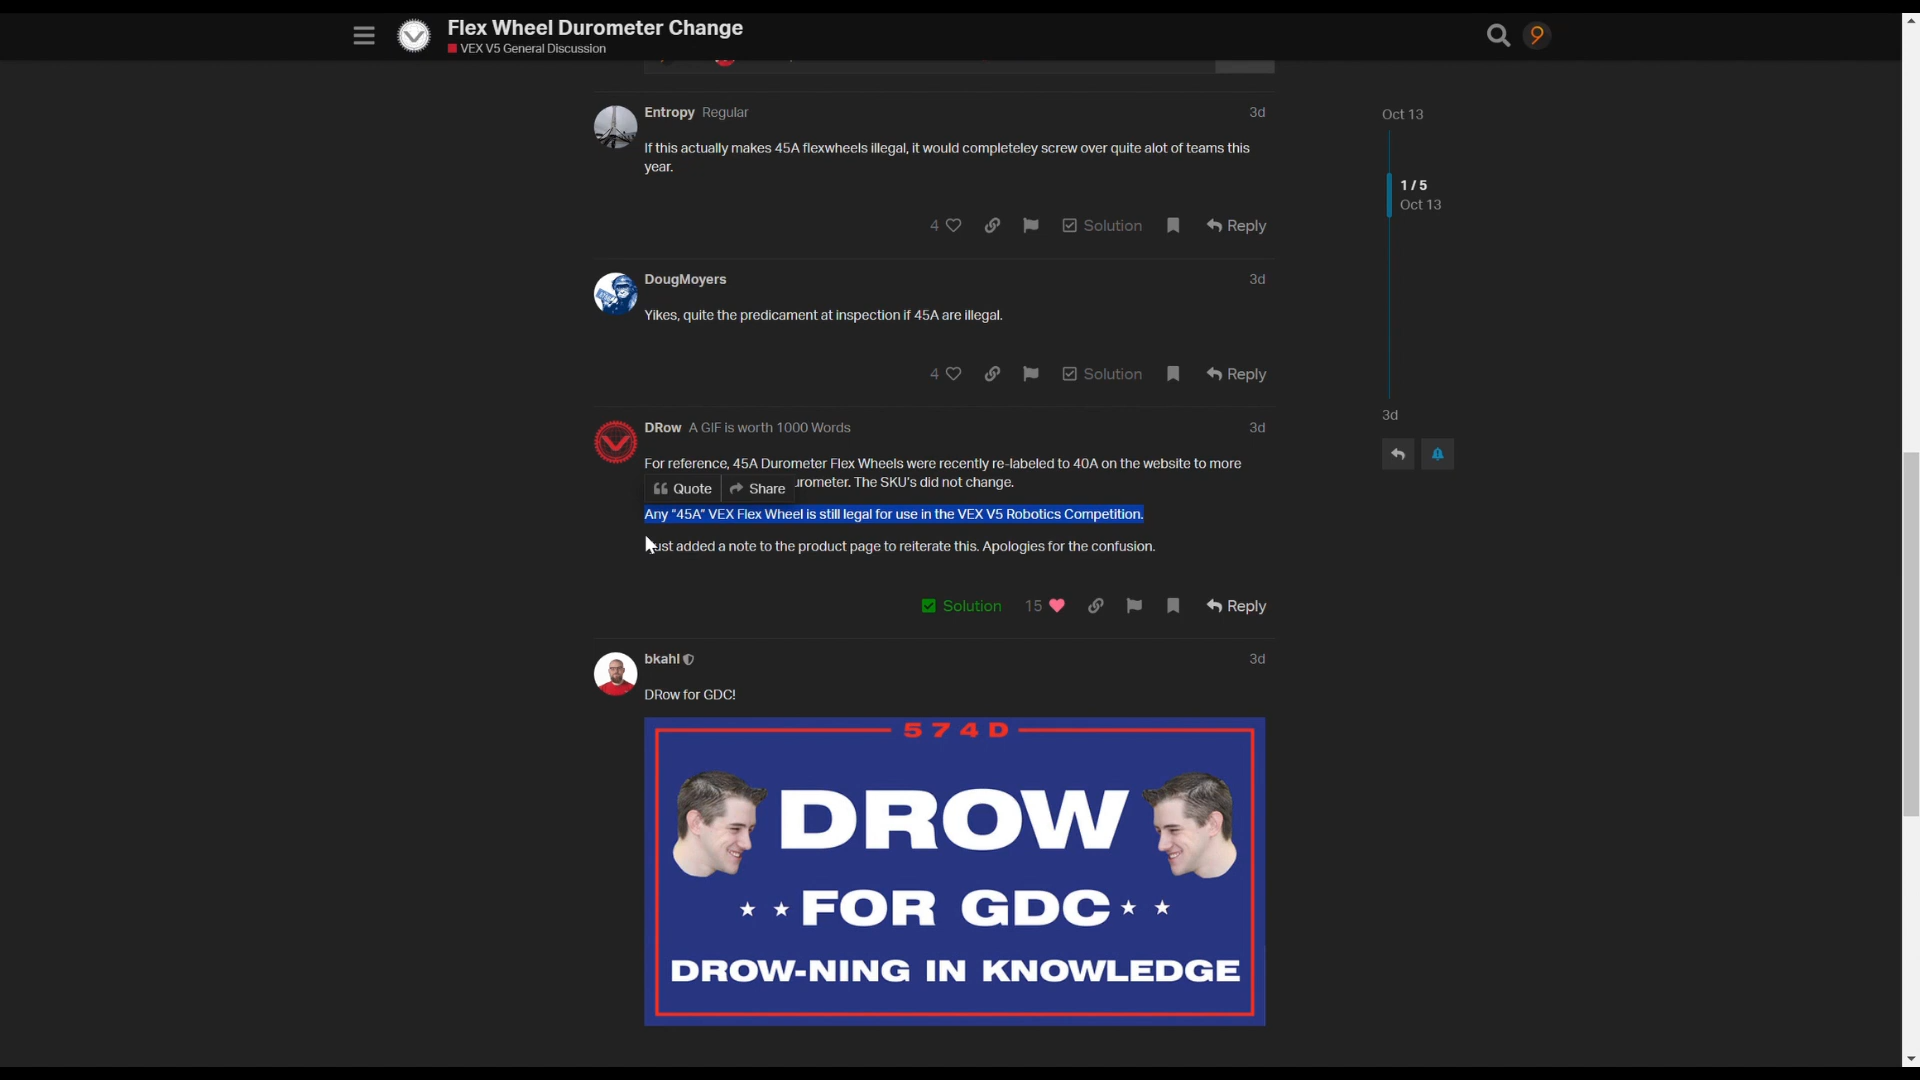 Flex Wheel Durometer Change
VEX V5 General Discussion
9
Entropy Regular 3d
If this actually makes 45A flexwheels illegal, it would completeley screw over quite alot of teams this
year.
4 Solution Reply
DougMoyers 3d
Yikes, quite the predicament at inspection if 45A are illegal.
4 Solution Reply
DRow A GIF is worth 1000 Words 3d
For reference, 45A Durometer Flex Wheels were recently re-labeled to 40A on the website to more
Quote Share urometer. The SKU's did not change.
Any "45A" VEX Flex Wheel is still legal for use in the VEX V5 Robotics Competition.
ust added a note to the product page to reiterate this. Apologies for the confusion.
Solution 15 Reply
bkahl 3d
DRow for GDC!
574D
DROW
FOR GDC
DROW-NING IN KNOWLEDGE
Oct 13
1 / 5
Oct 13
3d